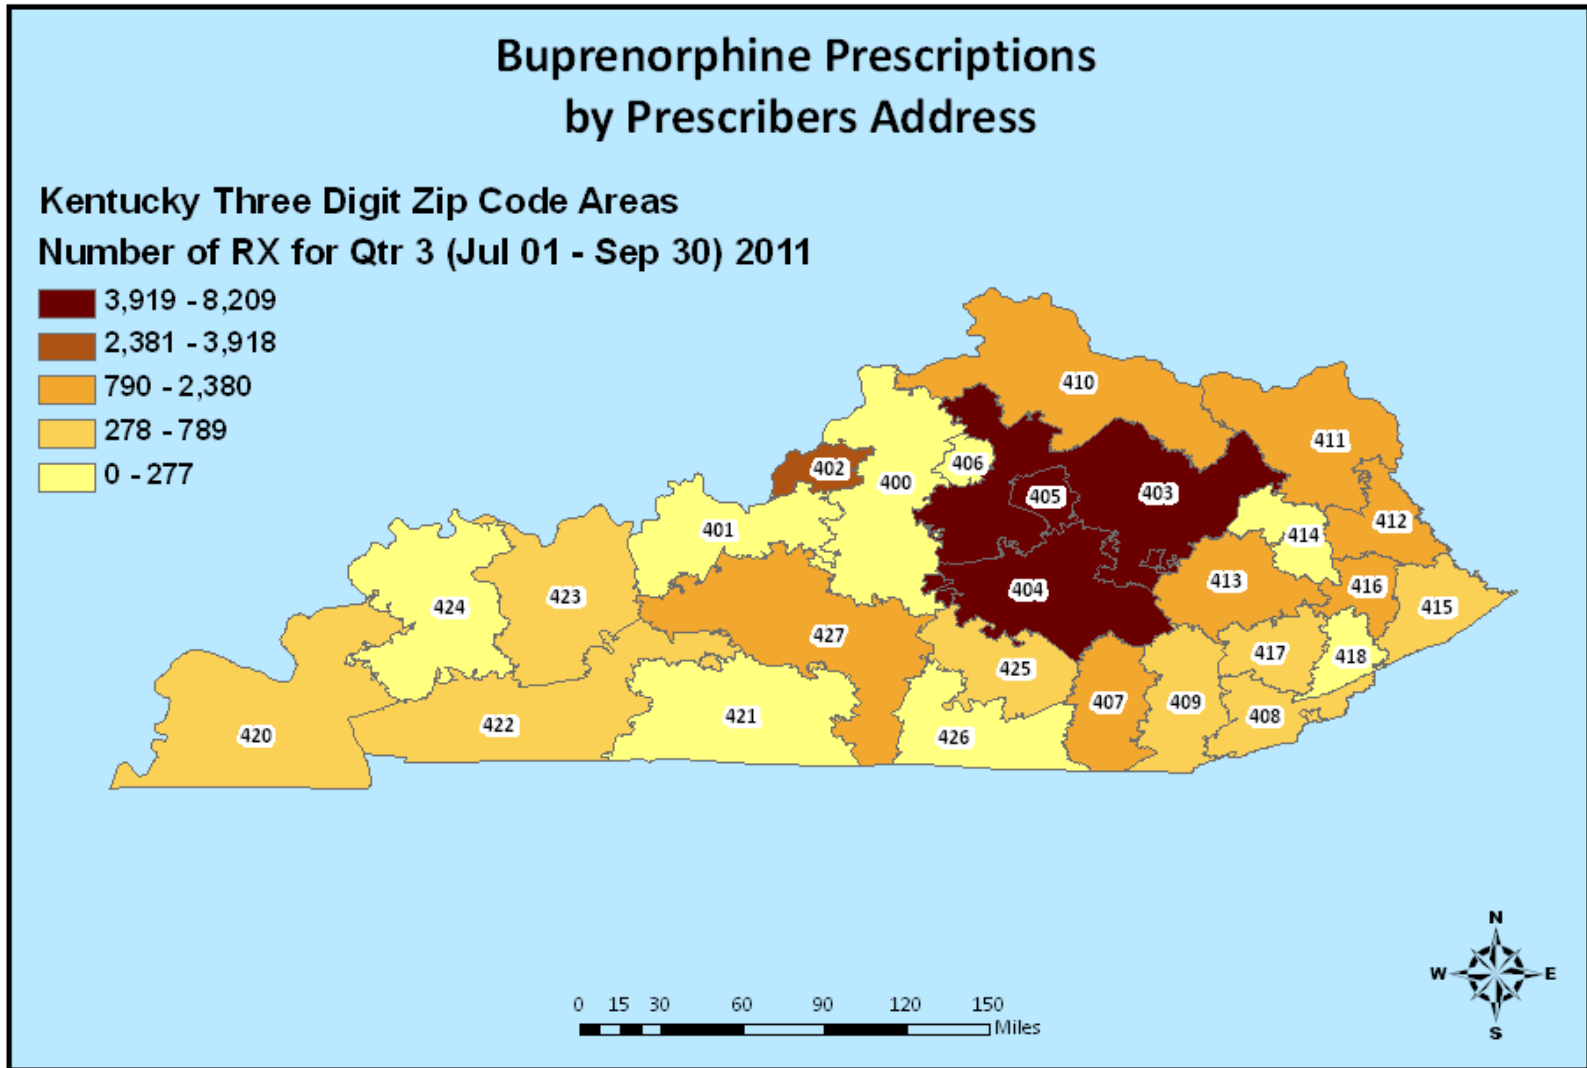 Buprenorphine Prescriptions
by Prescribers Address
Kentucky Three Digit Zip Code Areas
Number of RX for Qtr 3 (Jul 01 - Sep 30) 2011
3,919 - 8,209
2,381 - 3,918
790 - 2,380
278 - 789
0 - 277
410
411
402
406
400
405
403
412
401
414
413
416
404
423
424
415
427
417
418
425
407
409
408
420
422
421
426
N
W E
S
0 15 30 60 90 120 150
Miles